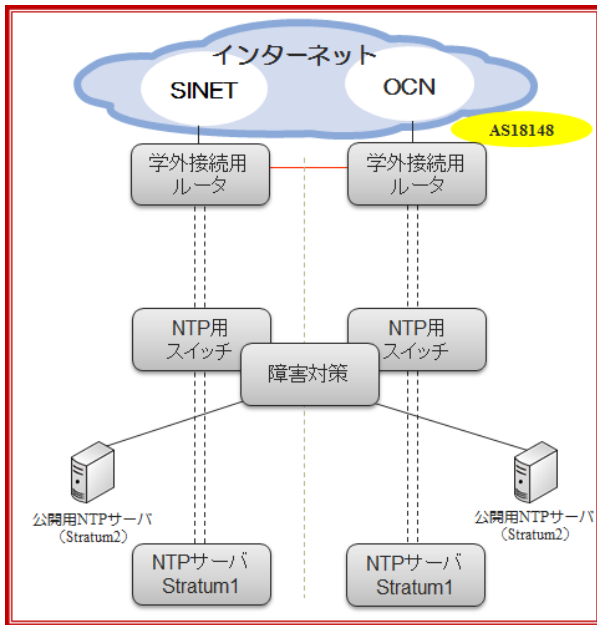 インターネット
SINET
OCN
AS18148
学外接続用
ルータ
学外接続用
ルータ
NTP用
スイッチ
NTP用
スイッチ
障害対策
公開用NTPサーバ
(Stratum2)
公開用NTPサーバ
(Stratum2)
NTPサーバ
Stratum1
NTPサーバ
Stratum1